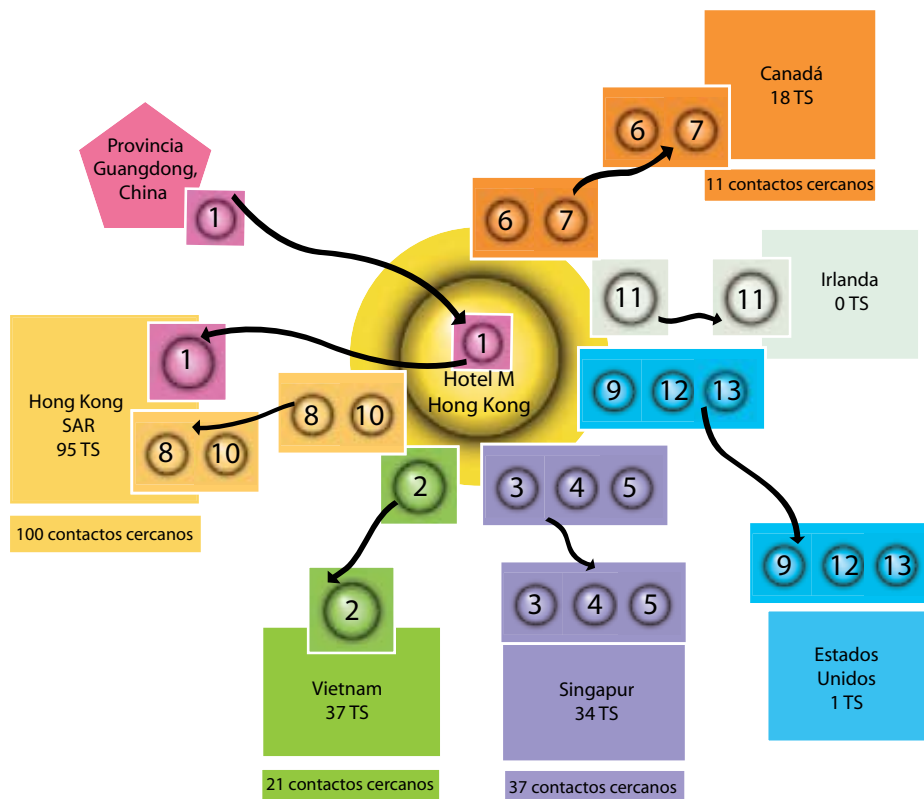 Canadá
18 TS
6 7
11 contactos cercanos
Provincia
Guangdong,
China
1
6 7
Irlanda
0 TS
11 11
1
Hotel M
Hong Kong
1
Hong Kong
SAR
95 TS
8 10
8 10
100 contactos cercanos
9 12 13
2
3 4 5
9 12 13
Estados
Unidos
1 TS
2
Vietnam
37 TS
21 contactos cercanos
3 4 5
Singapur
34 TS
37 contactos cercanos